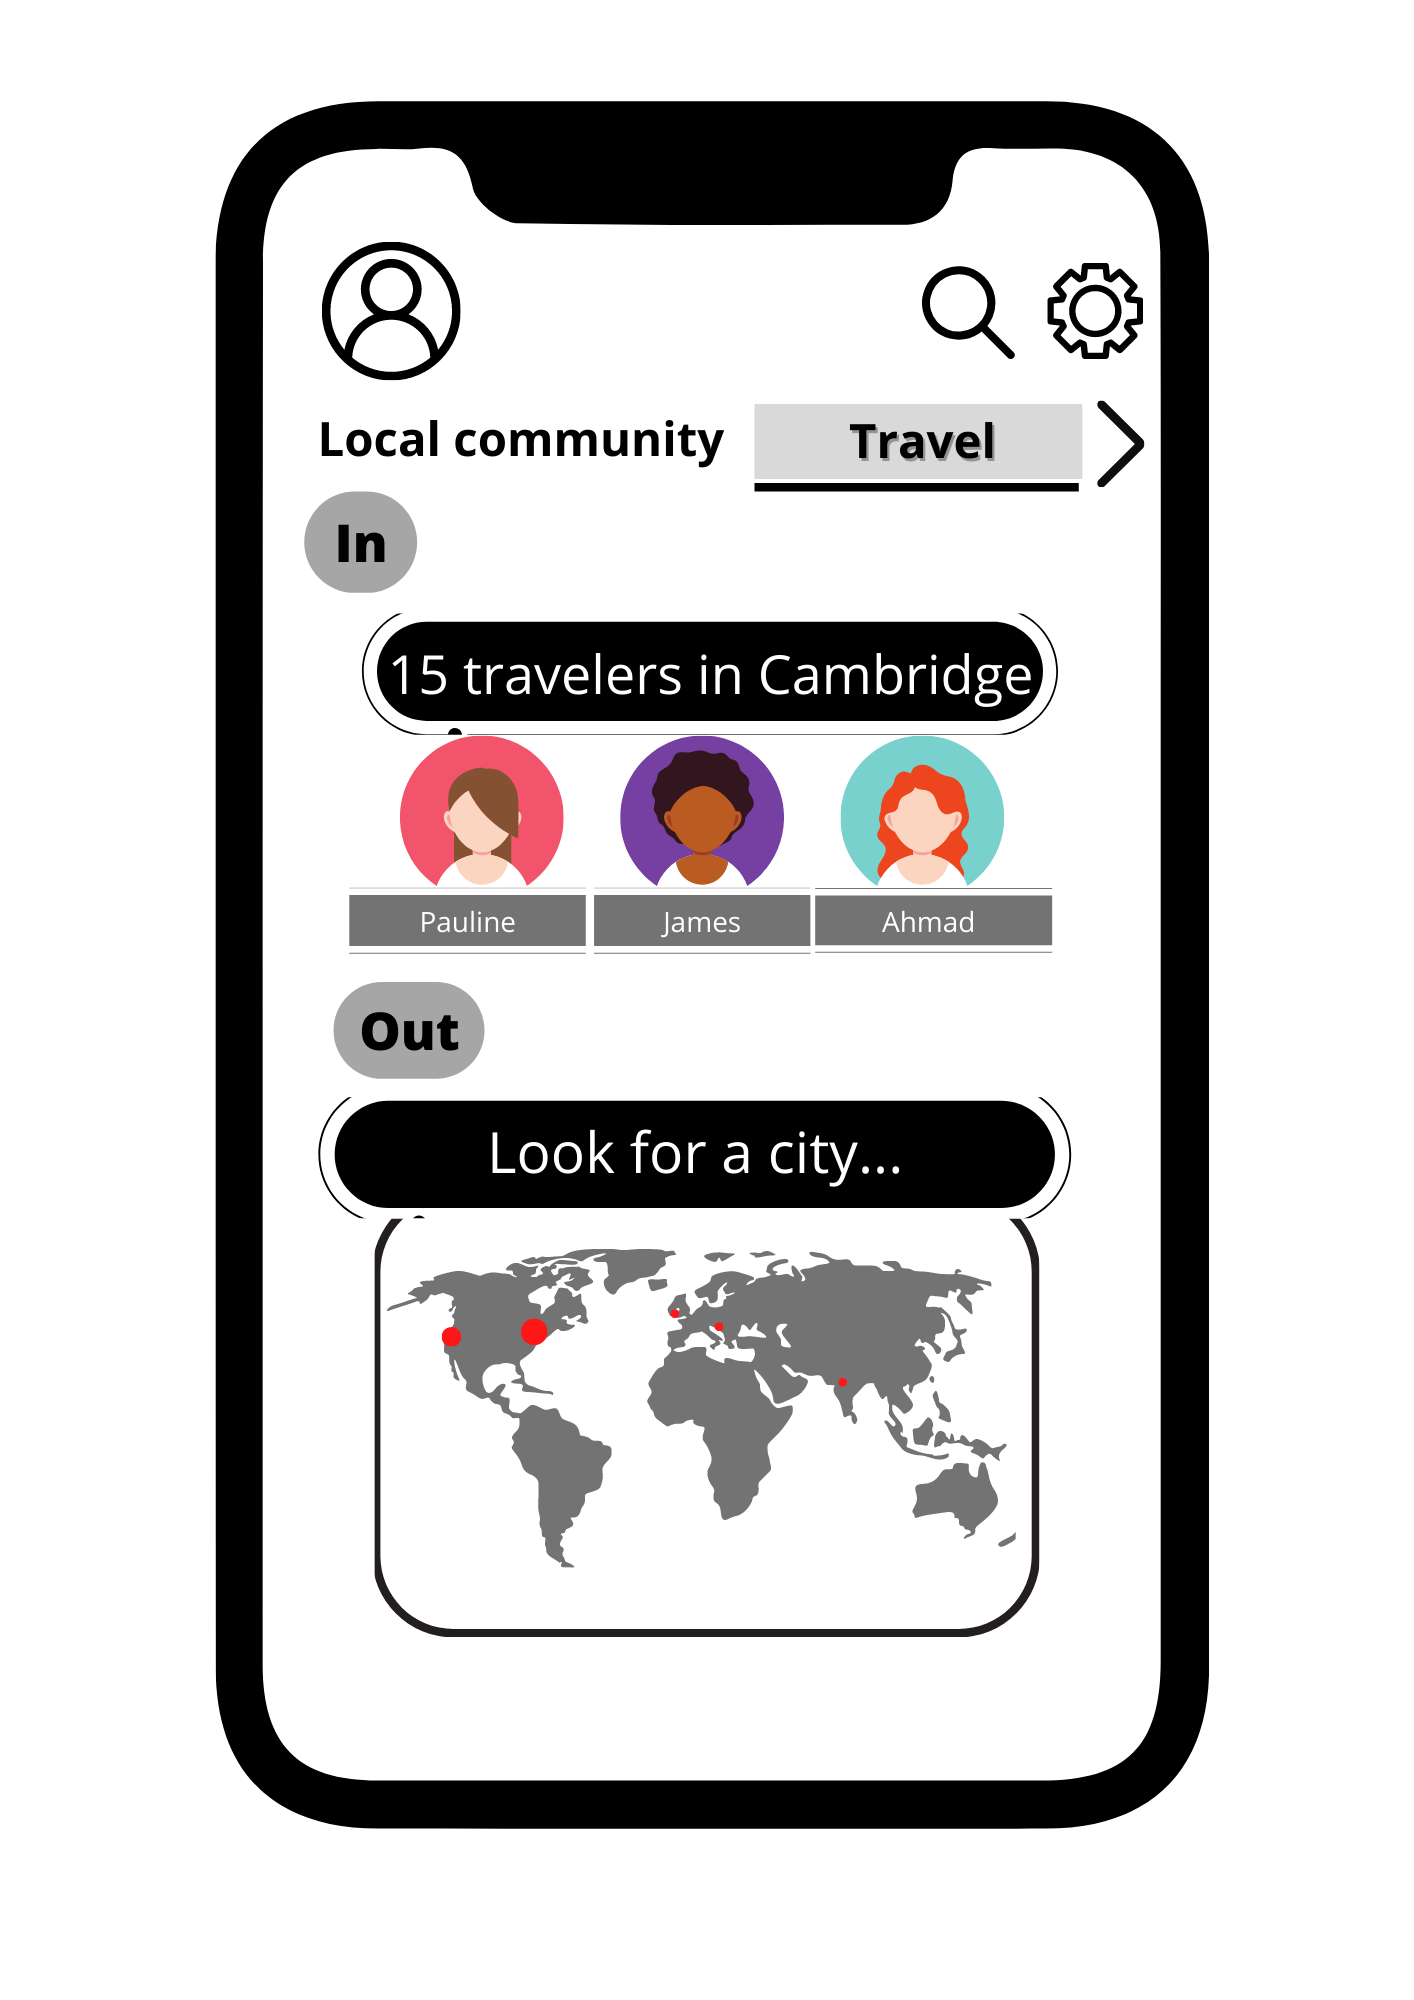 Local community
Travel
In
15 travelers in Cambridge
Pauline
James
Ahmad
Out
Look for a city...